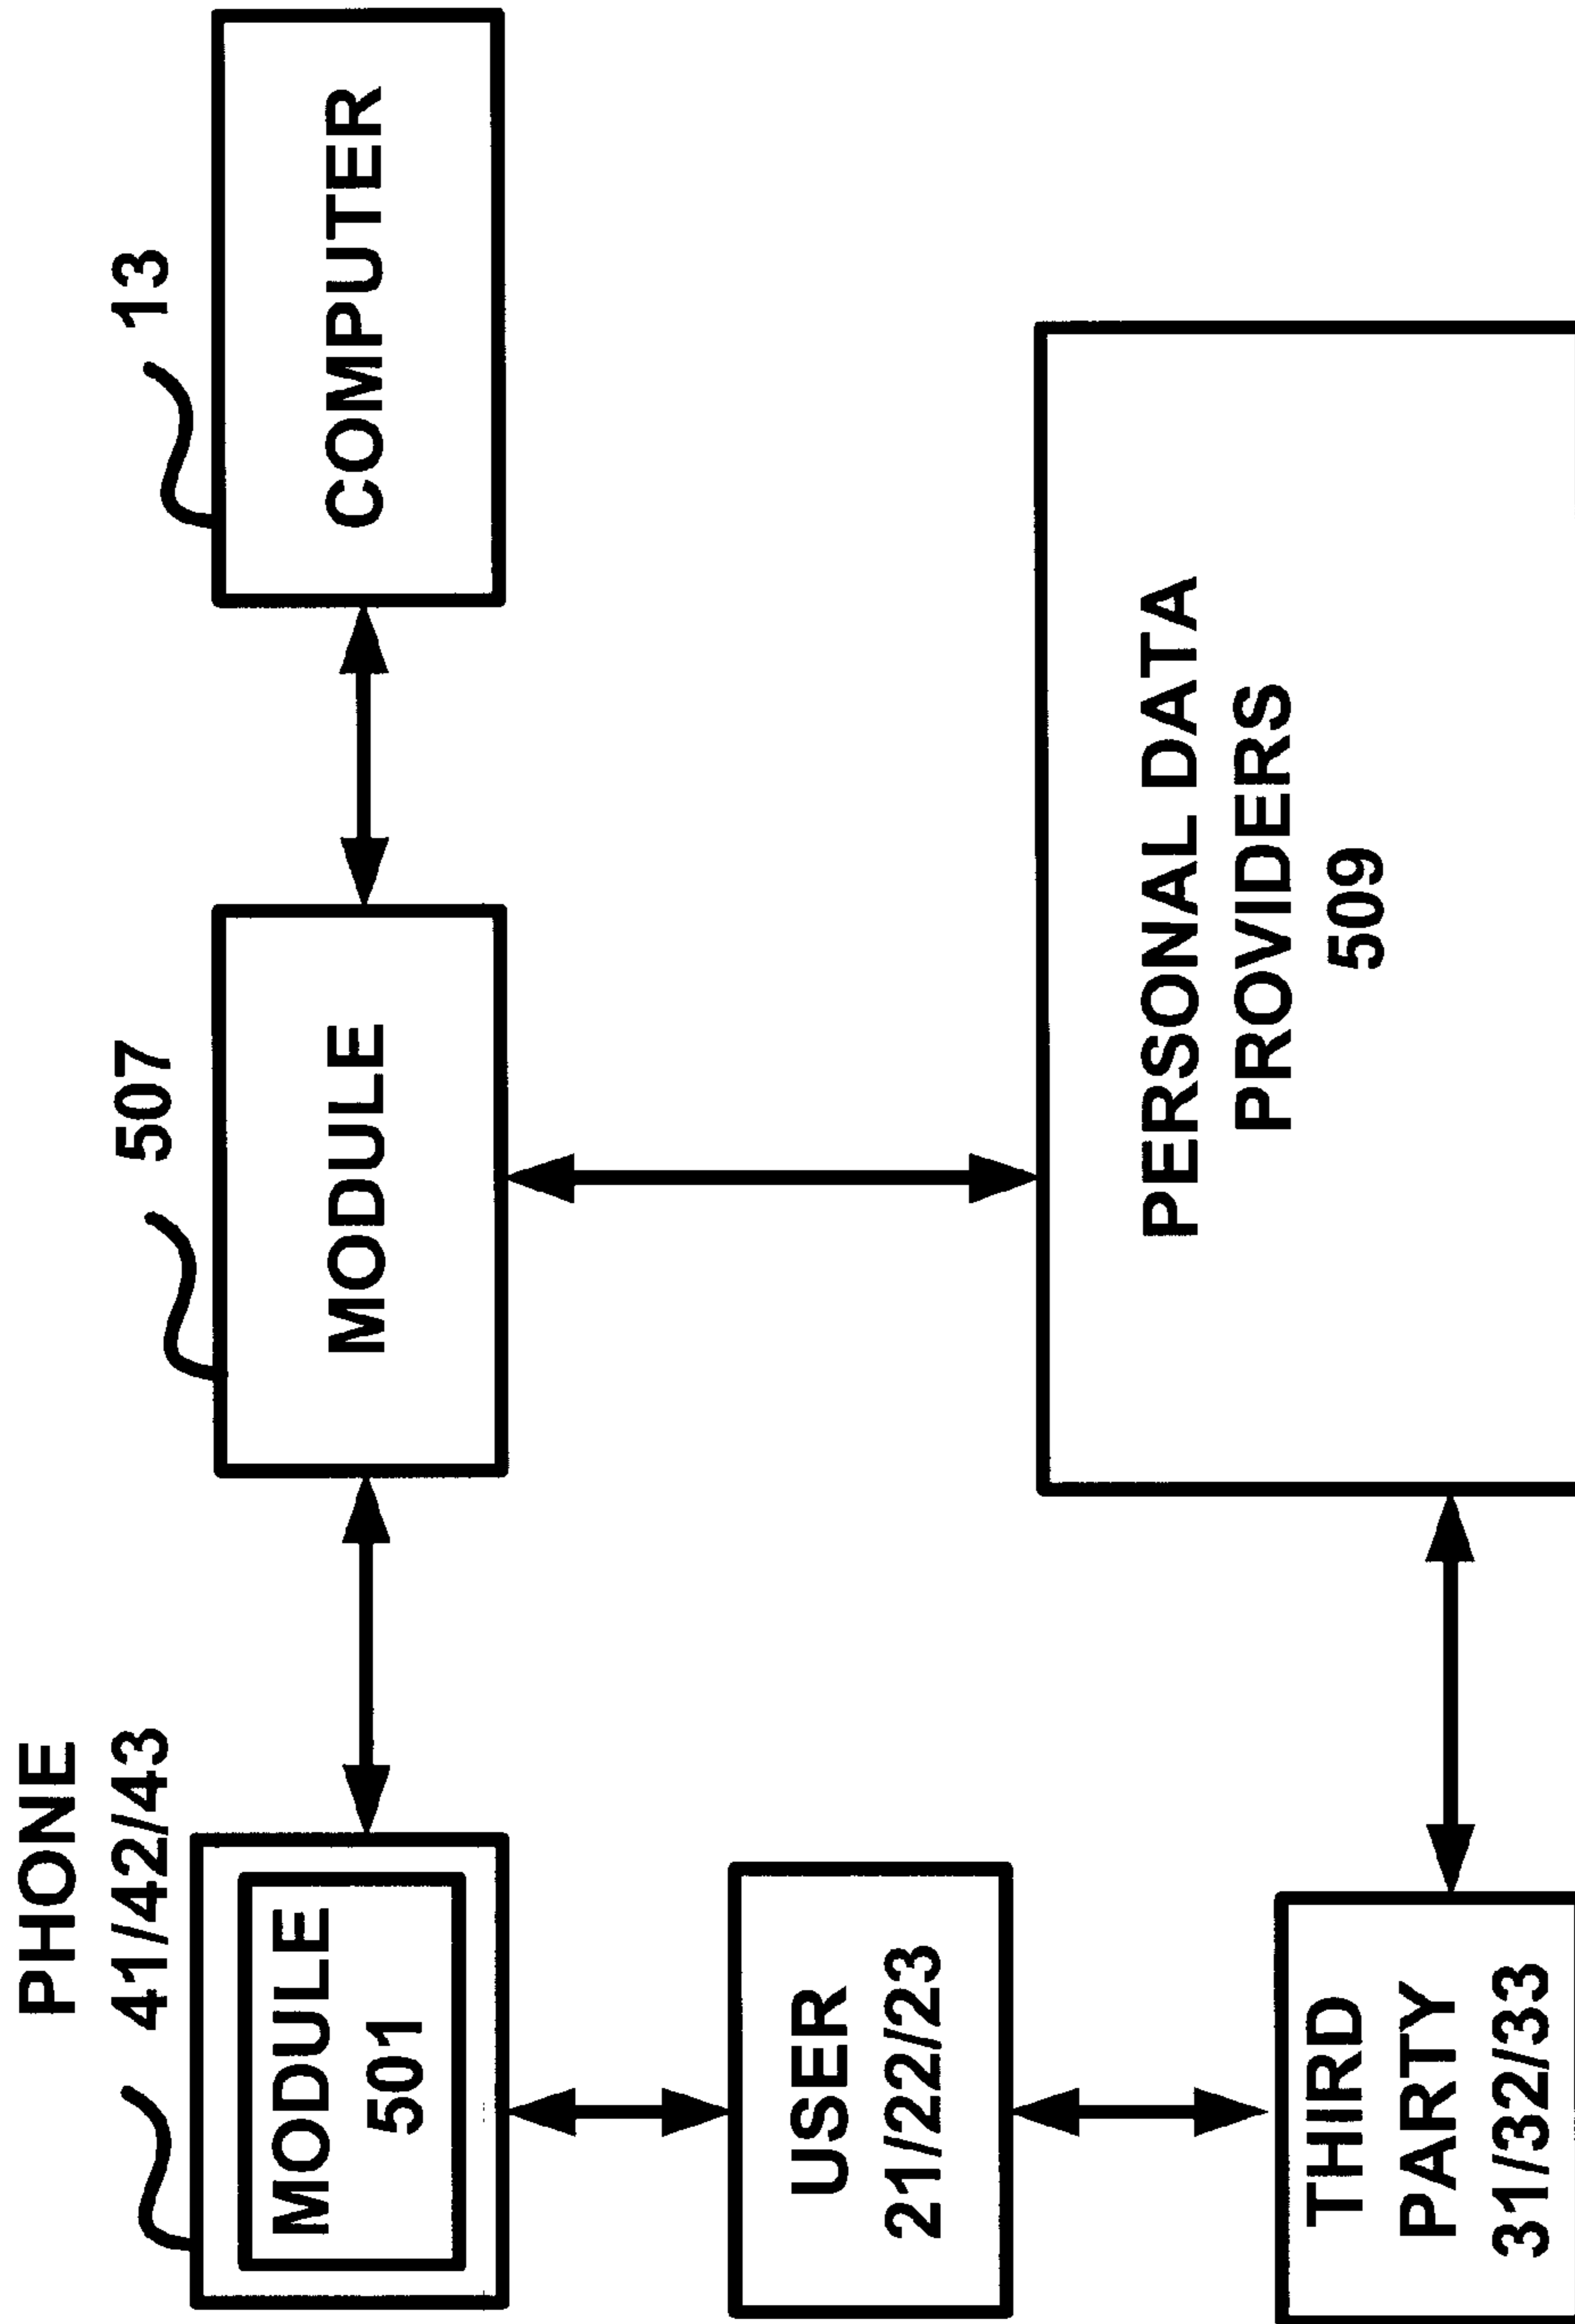 PHONE
41/42/43
MODULE
501
507
MODULE
13
COMPUTER
USER
21/22/23
THIRD
PARTY
31/32/33
PERSONAL DATA
PROVIDERS
509